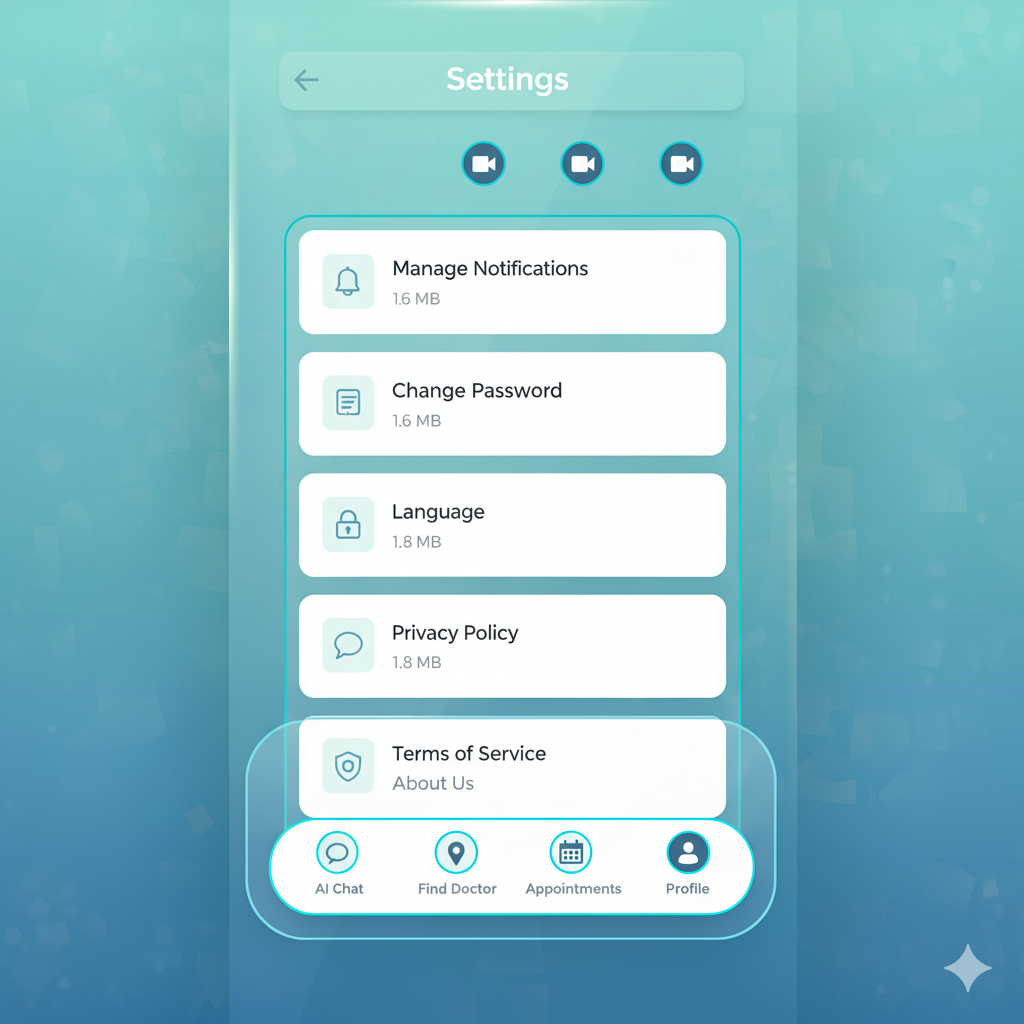 Settings
Manage Notifications
1.6 MB
Change Password
1.6 MB
Language
1.8 MB
Privacy Policy
1.8 MB
Terms of Service
About Us
AI Chat
Find Doctor
Appointments
Profile